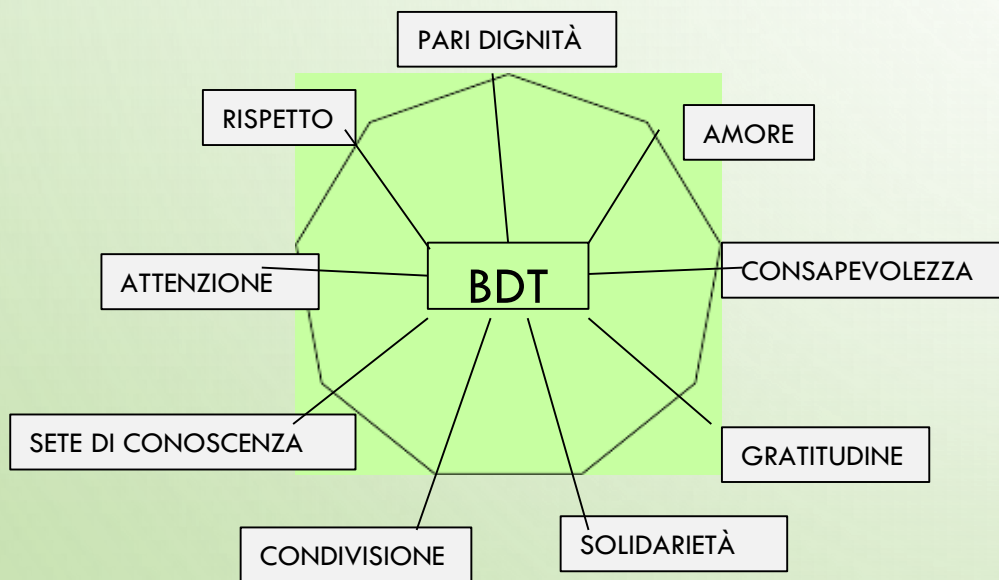 PARI DIGNITÀ
RISPETTO
AMORE
ATTENZIONE
BDT
CONSAPEVOLEZZA
SETE DI CONOSCENZA
GRATITUDINE
CONDIVISIONE
SOLIDARIETÀ